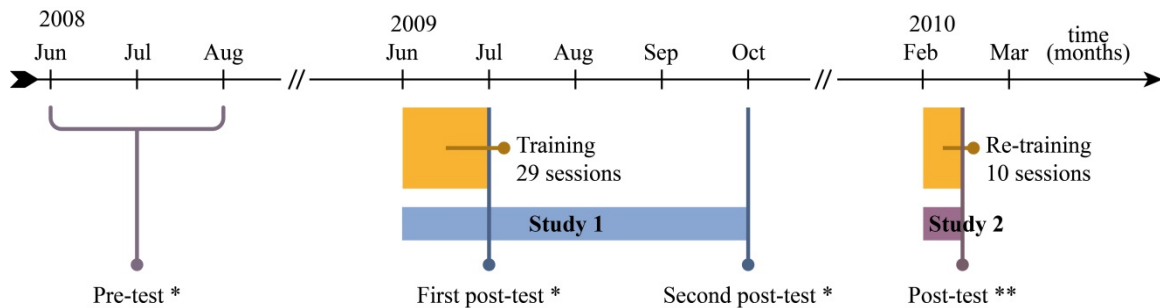 2008
2009
2010
Jun Jul Aug
Jun Jul Aug Sep Oct
Feb Mar
time
(months)
//
//
Training
29 sessions
Re-training
10 sessions
Study 1
Study 2
Pre-test *
First post-test *
Second post-test *
Post-test **